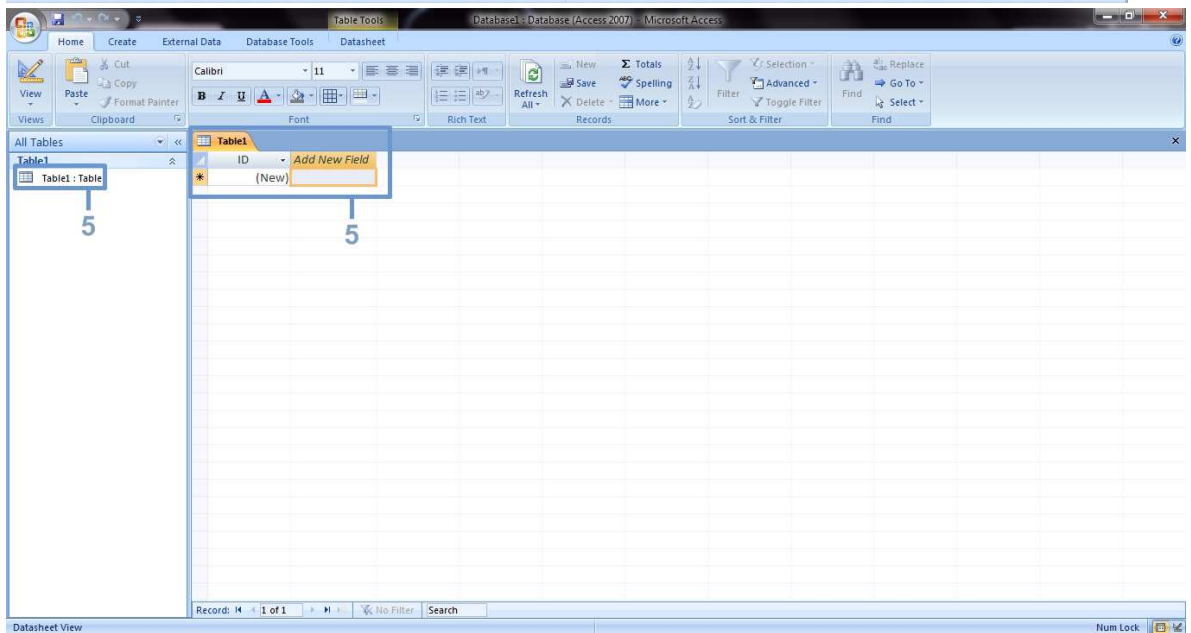 Table Tools Database1 : Database (Access 2007) - Microsoft Access
Home Create External Data Database Tools Datasheet
View
Views
Paste
Cut
Copy
Format Painter
Clipboard
Calibri 11
B I U A
Font
Rich Text
Refresh All
New
Save
Delete
Σ Totals
Spelling
More
Records
Filter
Selection
Advanced
Toggle Filter
Sort & Filter
Find
Replace
Go To
Select
Find
All Tables
Table1
Table1 : Table
5
Table1
ID Add New Field
(New)
5
Record: 1 of 1 No Filter Search
Datasheet View Num Lock